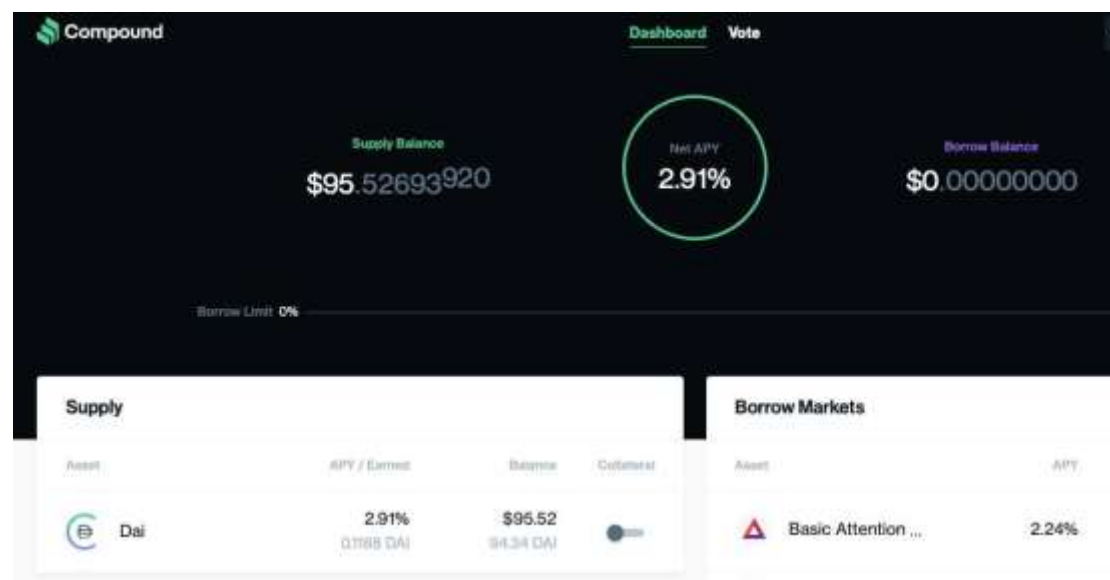 Compound
Dashboard Vote
Supply Balance
$95.52693920
Net APY
2.91%
Borrow Balance
$0.00000000
Borrow Limit 0%
Supply
Asset APY / Earned Balance Collateral
Dai 2.91% $95.52
0.1188 DAI 94.34 DAI
Borrow Markets
Asset APY
Basic Attention ... 2.24%